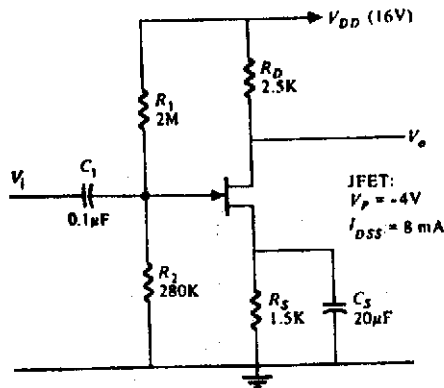 V_DD (16V)
R_D
2.5K
R_1
2M
V_o
V_i
C_1
0.1μF
JFET:
V_P = -4V
I_DSS = 8 mA
R_2
280K
R_S
1.5K
C_S
20μF